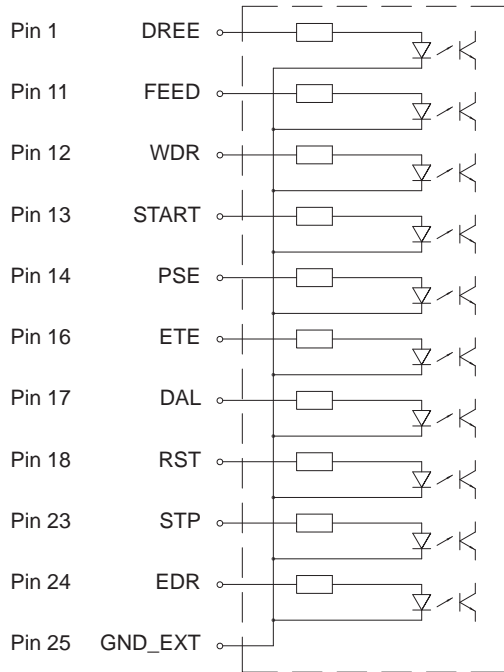 Pin 1 DREE
Pin 11 FEED
Pin 12 WDR
Pin 13 START
Pin 14 PSE
Pin 16 ETE
Pin 17 DAL
Pin 18 RST
Pin 23 STP
Pin 24 EDR
Pin 25 GND_EXT